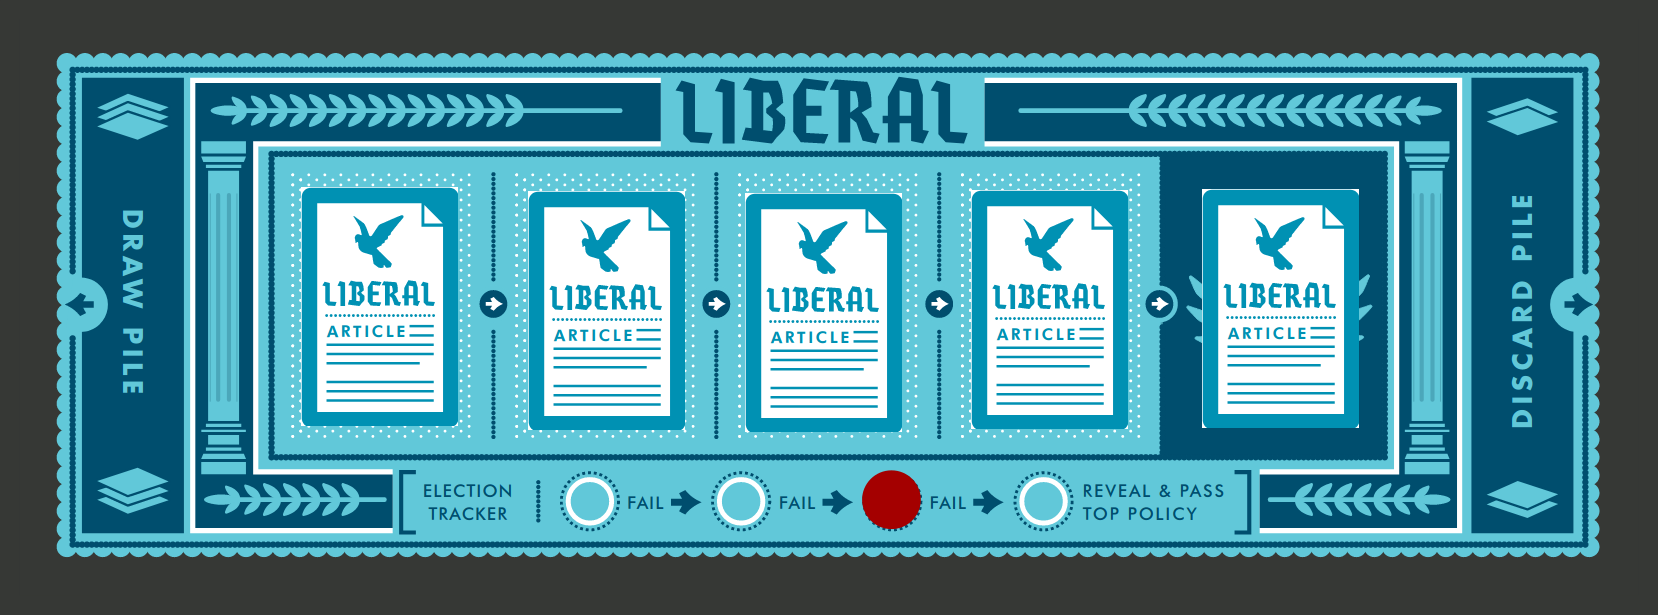 LIBERAL
DRAW PILE
LIBERAL
ARTICLE
LIBERAL
ARTICLE
LIBERAL
ARTICLE
LIBERAL
ARTICLE
LIBERAL
ARTICLE
DISCARD PILE
ELECTION
TRACKER
FAIL
FAIL
FAIL
REVEAL & PASS
TOP POLICY